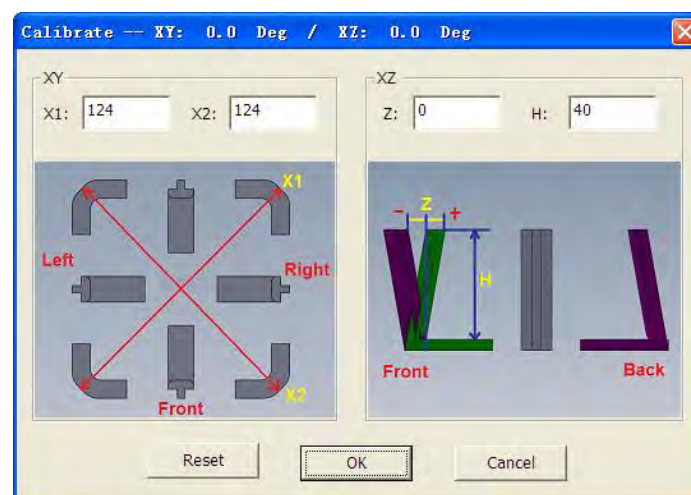 Calibrate -- XY: 0.0 Deg / XZ: 0.0 Deg
XY
X1: 124 X2: 124
X1
Left
Right
X2
Front
XZ
Z: 0 H: 40
- Z +
H
Front
Back
Reset
OK
Cancel